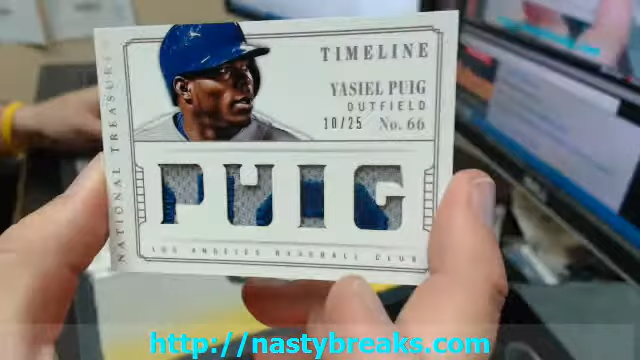 NATIONAL TREASURES
TIMELINE
YASIEL PUIG
OUTFIELD
10/25 No. 66
PUIG
LOS ANGELES BASEBALL CLUB
http://nastybreaks.com